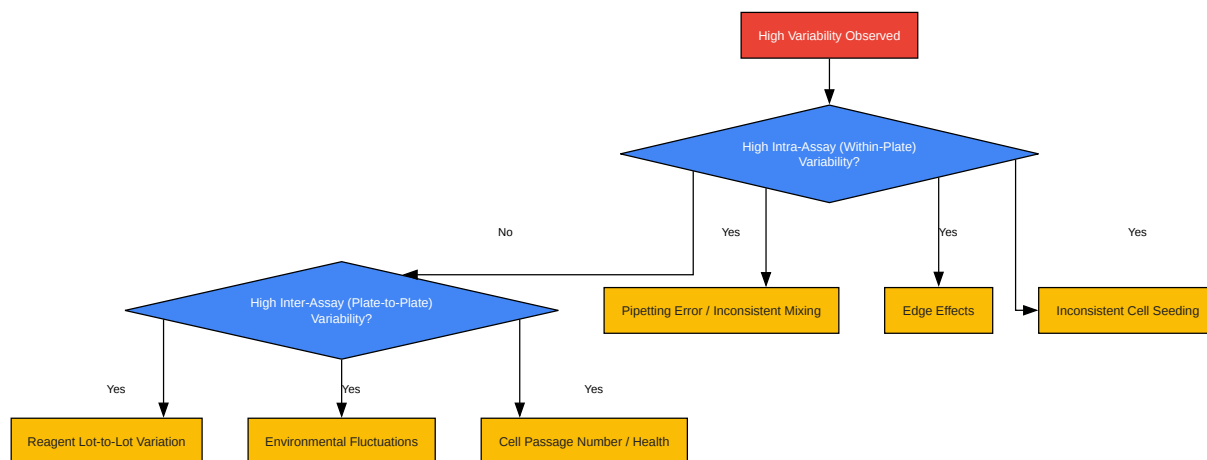 High Variability Observed
High Intra-Assay (Within-Plate)
Variability?
No
Yes
Yes
Yes
High Inter-Assay (Plate-to-Plate)
Variability?
Pipetting Error / Inconsistent Mixing
Edge Effects
Inconsistent Cell Seeding
Yes
Yes
Yes
Reagent Lot-to-Lot Variation
Environmental Fluctuations
Cell Passage Number / Health